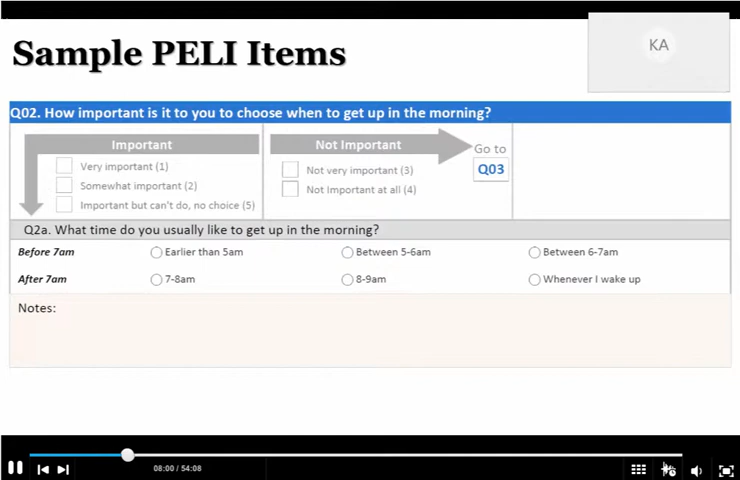 Sample PELI Items
KA
Q02. How important is it to you to choose when to get up in the morning?
Important
Not Important
Go to
Q03
Very important (1)
Somewhat important (2)
Important but can't do, no choice (5)
Not very important (3)
Not Important at all (4)
Q2a. What time do you usually like to get up in the morning?
Before 7am Earlier than 5am Between 5-6am Between 6-7am
After 7am 7-8am 8-9am Whenever I wake up
Notes:
08:00 / 54:08